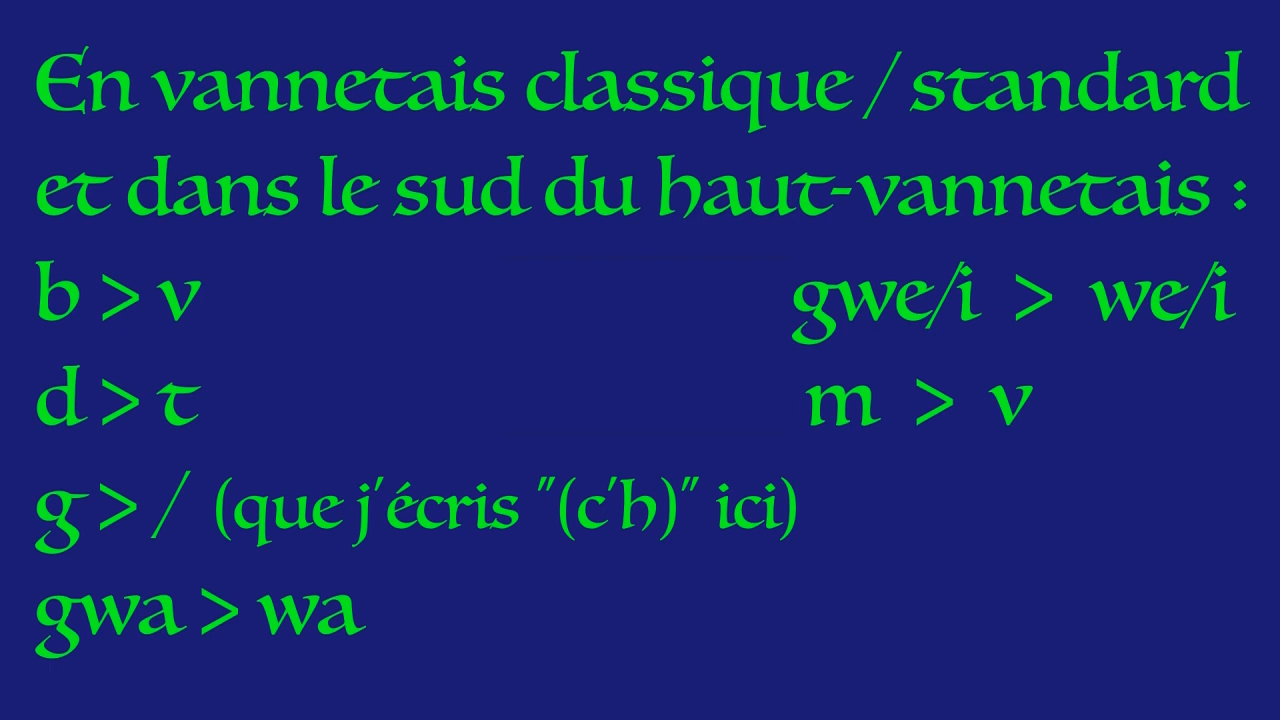 En vannetais classique / standard
et dans le sud du haut-vannetais :
b > v gwe/i > we/i
d > t m > v
g > / (que j'écris "(c'h)" ici)
gwa > wa